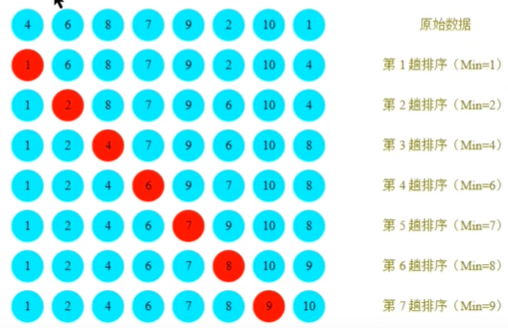 4 6 8 7 9 2 10 1 原始数据
1 6 8 7 9 2 10 4 第 1 趟排序（Min=1）
1 2 8 7 9 6 10 4 第 2 趟排序（Min=2）
1 2 4 7 9 6 10 8 第 3 趟排序（Min=4）
1 2 4 6 9 7 10 8 第 4 趟排序（Min=6）
1 2 4 6 7 9 10 8 第 5 趟排序（Min=7）
1 2 4 6 7 8 10 9 第 6 趟排序（Min=8）
1 2 4 6 7 8 9 10 第 7 趟排序（Min=9）